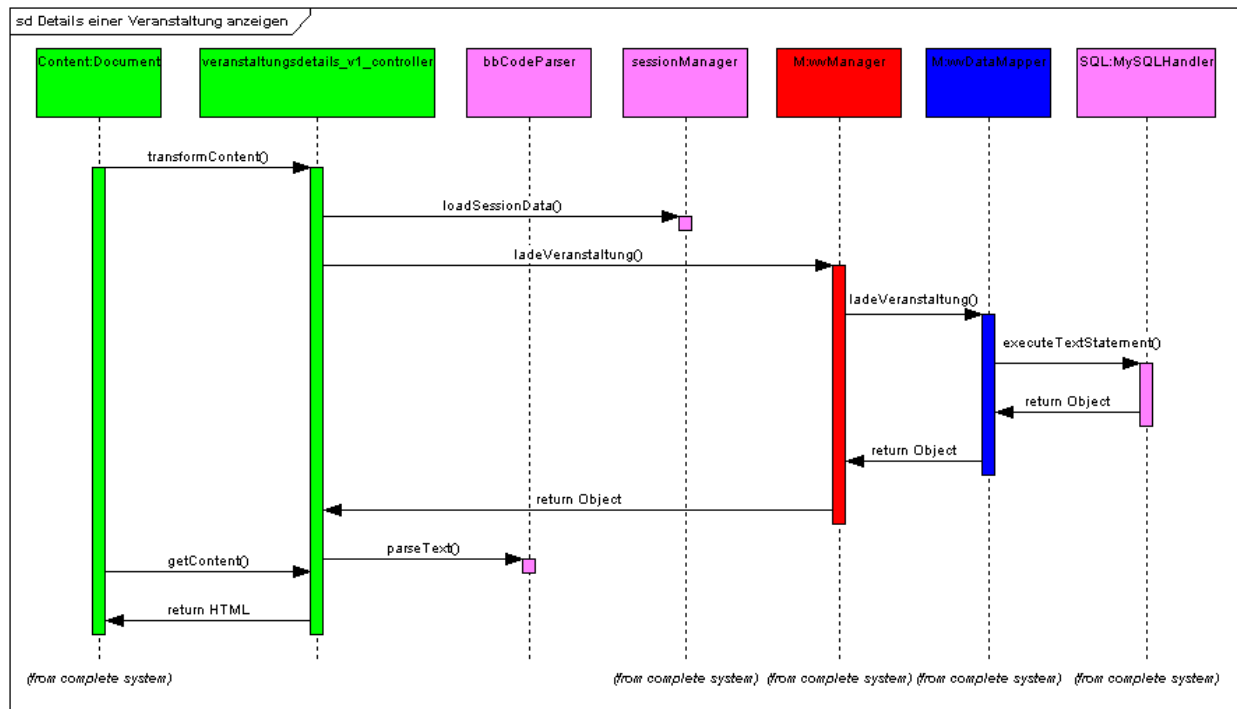 sd Details einer Veranstaltung anzeigen
Content:Document
veranstaltungsdetails_v1_controller
bbCodeParser
sessionManager
M:vvManager
M:vvDataMapper
SQL:MySQLHandler
transformContent()
loadSessionData()
ladeVeranstaltung()
ladeVeranstaltung()
executeTextStatement()
return Object
return Object
return Object
parseText()
getContent()
return HTML
(from complete system)
(from complete system)
(from complete system)
(from complete system)
(from complete system)